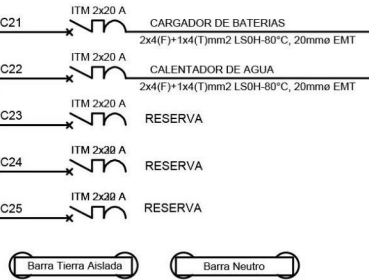 ITM 2x20 A
C21 CARGADOR DE BATERIAS
2x4(F)+1x4(T)mm2 LS0H-80°C, 20mmø EMT
ITM 2x20 A
C22 CALENTADOR DE AGUA
2x4(F)+1x4(T)mm2 LS0H-80°C, 20mmø EMT
ITM 2x20 A
C23 RESERVA
ITM A
C24 RESERVA
ITM A
C25 RESERVA
Barra Tierra Aislada Barra Neutro